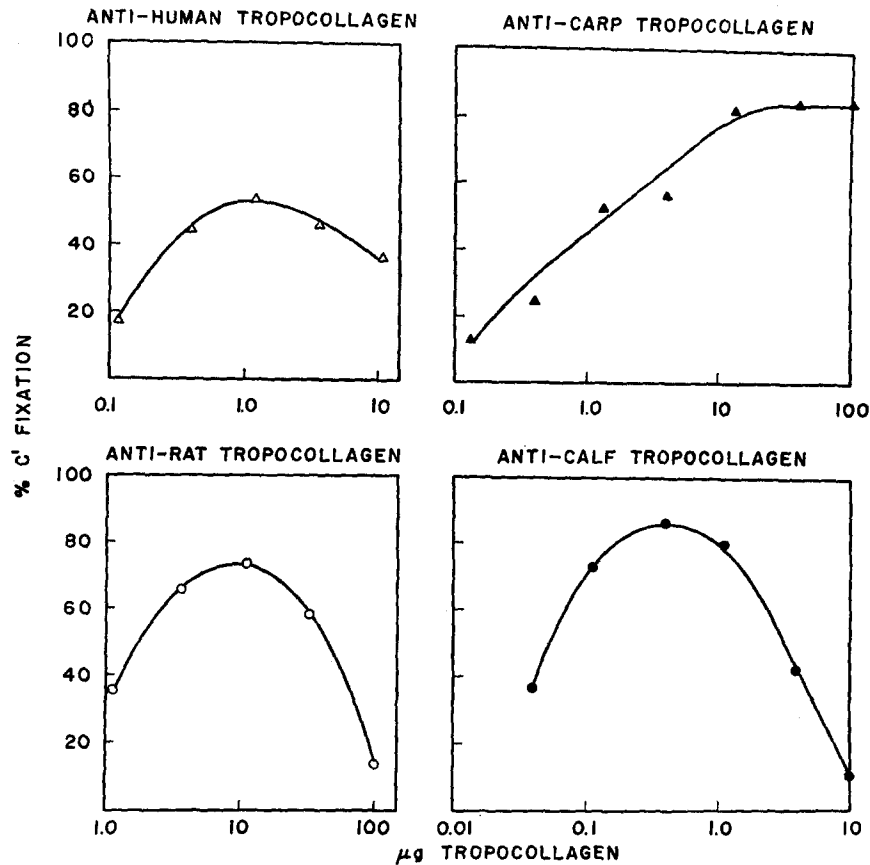 ANTI-HUMAN TROPOCOLLAGEN
ANTI-CARP TROPOCOLLAGEN
100
80
60
40
20
0.1 1.0 10
0.1 1.0 10 100
% C' FIXATION
ANTI-RAT TROPOCOLLAGEN
ANTI-CALF TROPOCOLLAGEN
100
80
60
40
20
1.0 10 100
0.01 0.1 1.0 10
µg TROPOCOLLAGEN